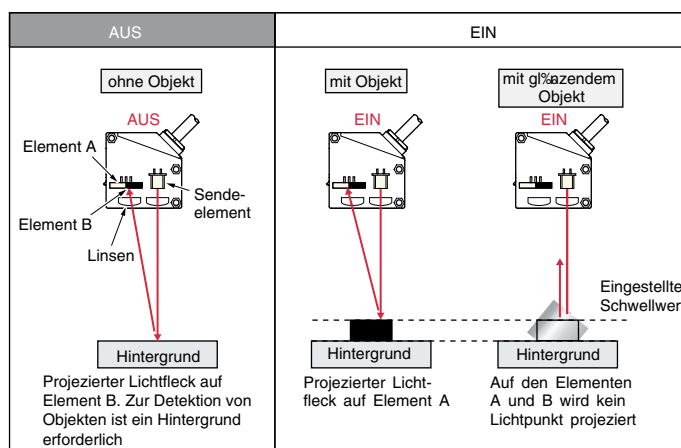 AUS
EIN
ohne Objekt
mit Objekt
mit gl‰nzendem
Objekt
AUS
EIN
EIN
Element A
Sende-
element
Element B
Linsen
Eingestellte
Schwellwer
Hintergrund
Hintergrund
Hintergrund
Projezierter Lichtfleck auf
Element B. Zur Detektion von
Objekten ist ein Hintergrund
erforderlich
Projezierter Licht-
fleck auf Element A
Auf den Elementen
A und B wird kein
Lichtpunkt projeziert